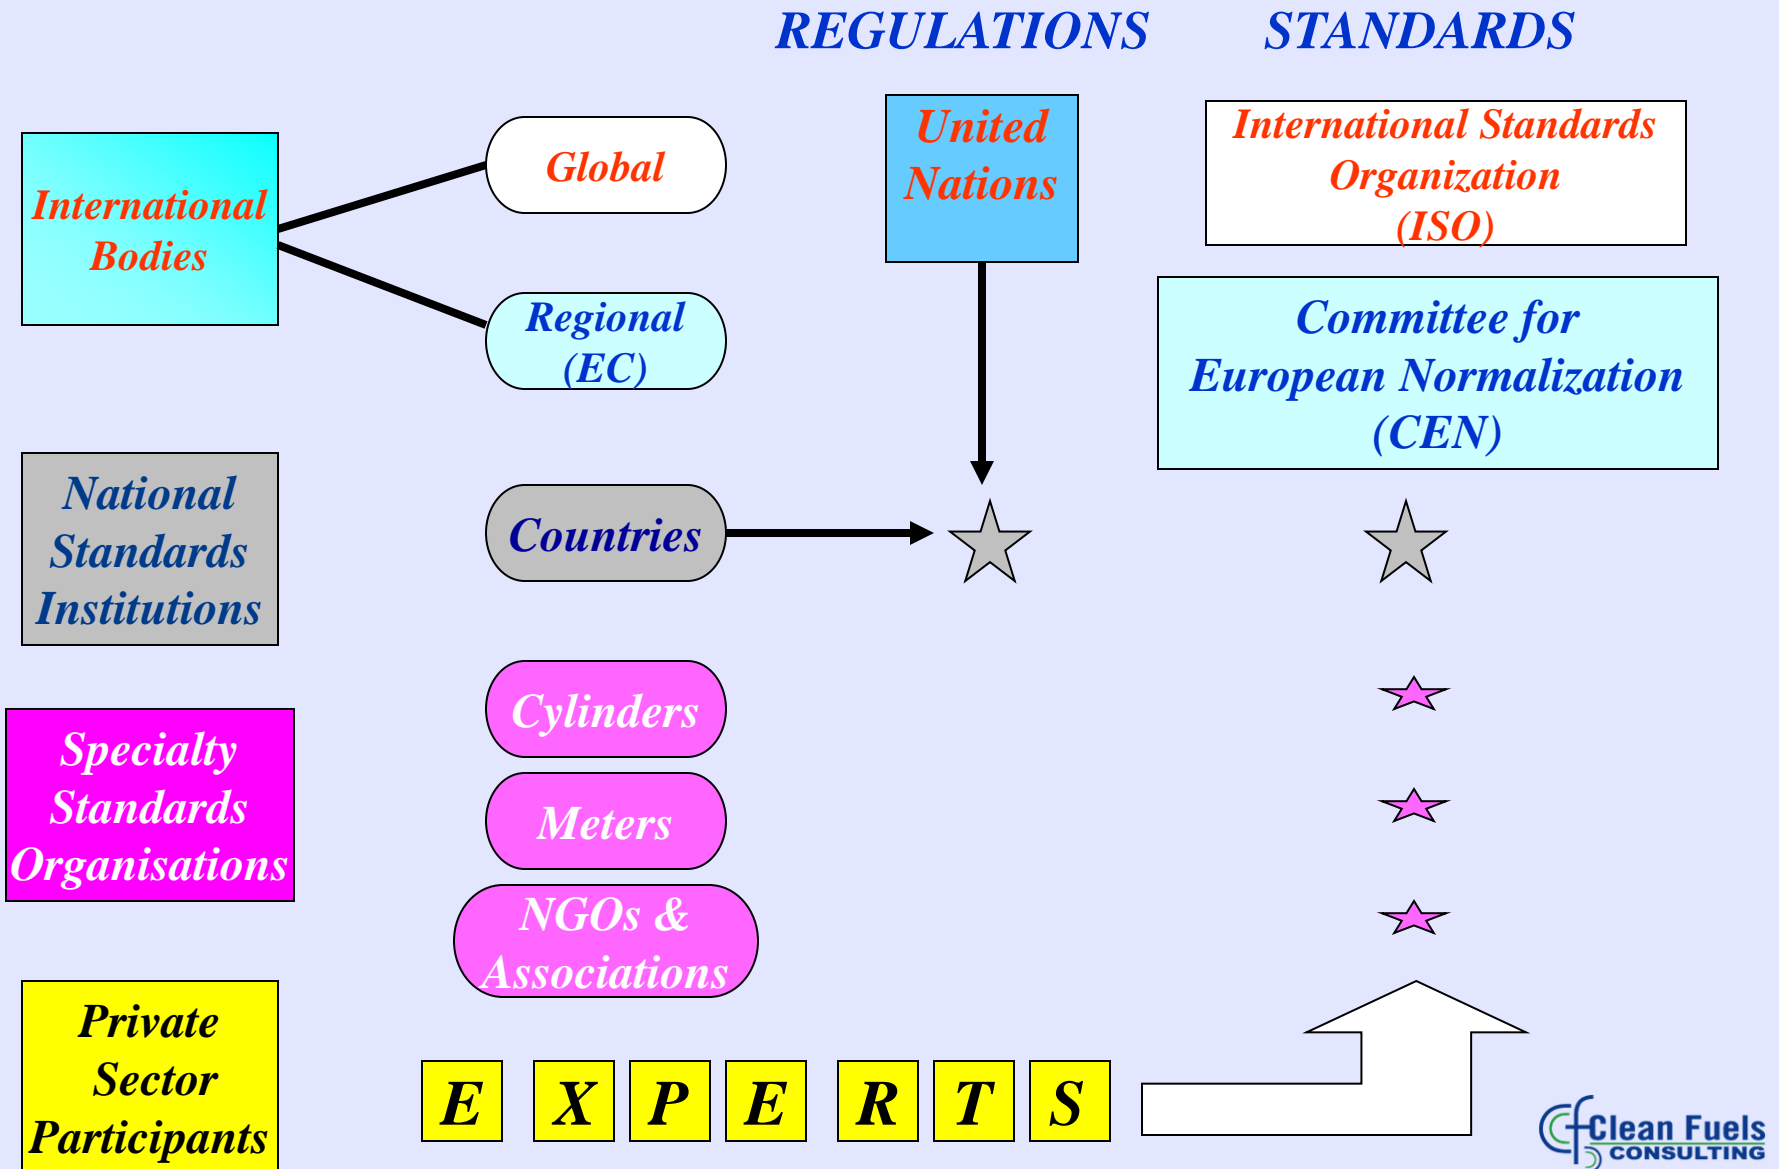 REGULATIONS
STANDARDS
International
Bodies
Global
Regional
(EC)
United
Nations
International Standards
Organization
(ISO)
Committee for
European Normalization
(CEN)
National
Standards
Institutions
Countries
Specialty
Standards
Organisations
Cylinders
Meters
NGOs &
Associations
Private
Sector
Participants
E X P E R T S
Clean Fuels
CONSULTING